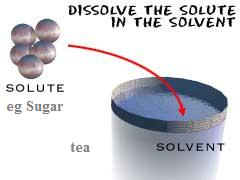 DISSOLVE THE SOLUTE
IN THE SOLVENT
SOLUTE
eg Sugar
tea
SOLVENT